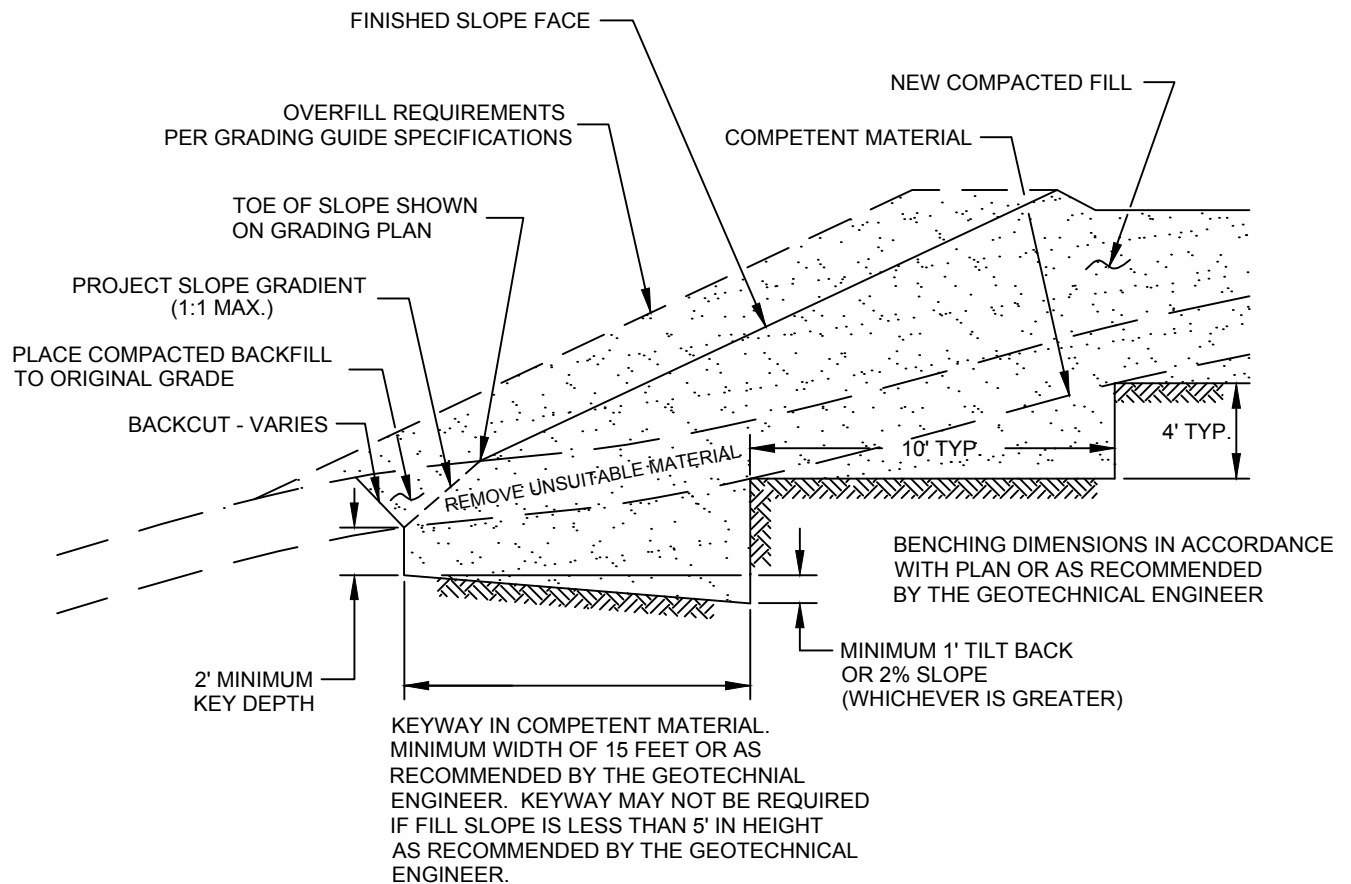 FINISHED SLOPE FACE
NEW COMPACTED FILL
OVERFILL REQUIREMENTS
PER GRADING GUIDE SPECIFICATIONS
COMPETENT MATERIAL
TOE OF SLOPE SHOWN
ON GRADING PLAN
PROJECT SLOPE GRADIENT
(1:1 MAX.)
PLACE COMPACTED BACKFILL
TO ORIGINAL GRADE
BACKCUT - VARIES
4' TYP.
10' TYP.
REMOVE UNSUITABLE MATERIAL
BENCHING DIMENSIONS IN ACCORDANCE
WITH PLAN OR AS RECOMMENDED
BY THE GEOTECHNICAL ENGINEER
MINIMUM 1' TILT BACK
OR 2% SLOPE
(WHICHEVER IS GREATER)
2' MINIMUM
KEY DEPTH
KEYWAY IN COMPETENT MATERIAL.
MINIMUM WIDTH OF 15 FEET OR AS
RECOMMENDED BY THE GEOTECHNIAL
ENGINEER.  KEYWAY MAY NOT BE REQUIRED
IF FILL SLOPE IS LESS THAN 5' IN HEIGHT
AS RECOMMENDED BY THE GEOTECHNICAL
ENGINEER.